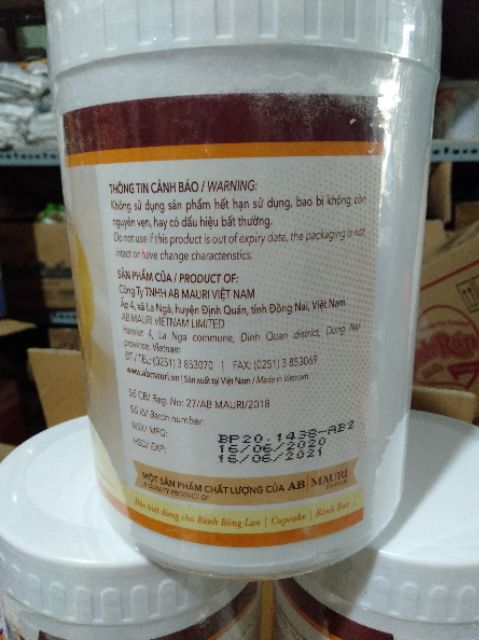 THÔNG TIN CẢNH BÁO / WARNING:
Không sử dụng sản phẩm hết hạn sử dụng, bao bì không còn
nguyên vẹn, hay có dấu hiệu bất thường.
Do not use if this product is out of expiry date, the packaging is not
intact or have change characteristics.
SẢN PHẨM CỦA / PRODUCT OF:
Công Ty TNHH AB MAURI VIỆT NAM
Ấp 4, xã La Ngà, huyện Định Quán, tỉnh Đồng Nai, Việt Nam
AB MAURI VIETNAM LIMITED
Hamlet 4, La Nga commune, Dinh Quan district, Dong Nai
province, Vietnam
ĐT / TEL: (0251) 3 853070 | FAX: (0251) 3 853069
www.abmauri.vn | Sản xuất tại Việt Nam / Made in Vietnam
Số CB/ Reg. No: 27/AB MAURI/2018
Số lô/ Batch number:
NSX/ MFG:
HSD/ EXP:
BP20.1438-AB2
16/06/2020
16/06/2021
MỘT SẢN PHẨM CHẤT LƯỢNG CỦA AB MAURI
A QUALITY PRODUCT OF
Đặc biệt dùng cho Bánh Bông Lan | Cupcake | Bánh Bao ...